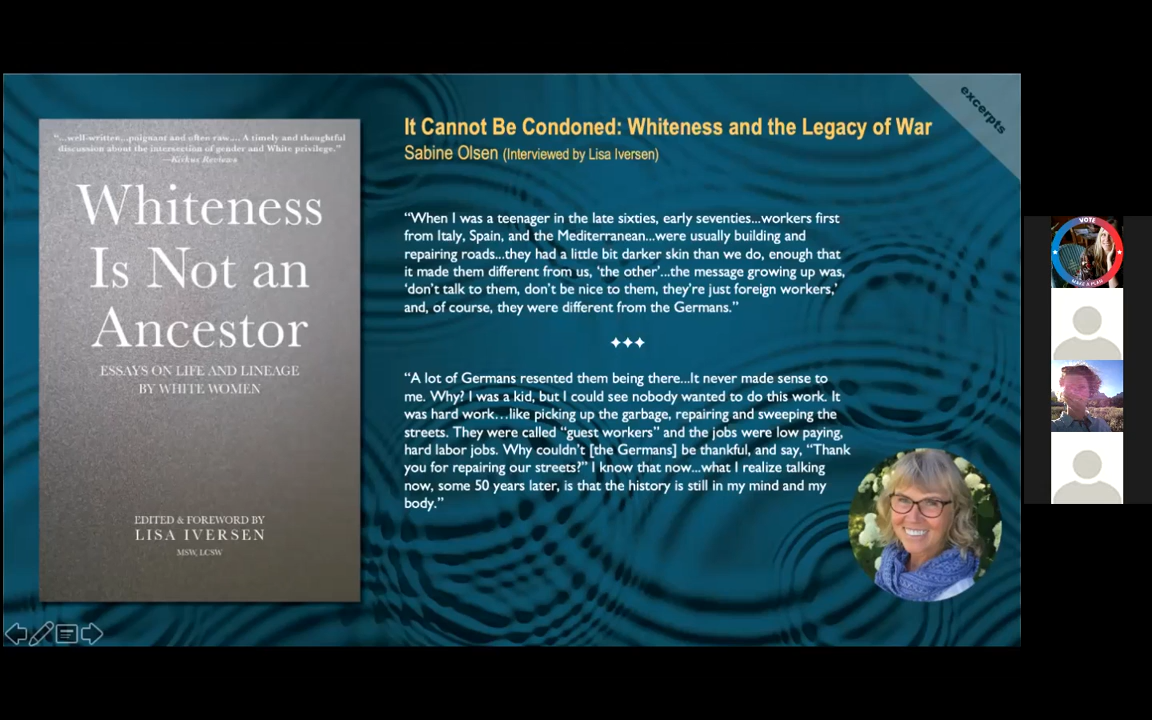 excerpts
"...well-written...poignant and often raw.... A timely and thoughtful
discussion about the intersection of gender and White privilege."
—Kirkus Reviews
Whiteness
Is Not an
Ancestor
ESSAYS ON LIFE AND LINEAGE
BY WHITE WOMEN
EDITED & FOREWORD BY
LISA IVERSEN
MSW, LCSW
It Cannot Be Condoned: Whiteness and the Legacy of War
Sabine Olsen (Interviewed by Lisa Iversen)
“When I was a teenager in the late sixties, early seventies...workers first
from Italy, Spain, and the Mediterranean...were usually building and
repairing roads...they had a little bit darker skin than we do, enough that
it made them different from us, ‘the other’...the message growing up was,
‘don’t talk to them, don’t be nice to them, they’re just foreign workers,’
and, of course, they were different from the Germans.”
“A lot of Germans resented them being there...It never made sense to
me. Why? I was a kid, but I could see nobody wanted to do this work. It
was hard work…like picking up the garbage, repairing and sweeping the
streets. They were called “guest workers” and the jobs were low paying,
hard labor jobs. Why couldn’t [the Germans] be thankful, and say, “Thank
you for repairing our streets?” I know that now...what I realize talking
now, some 50 years later, is that the history is still in my mind and my
body.”
VOTE
MAKE A PLAN